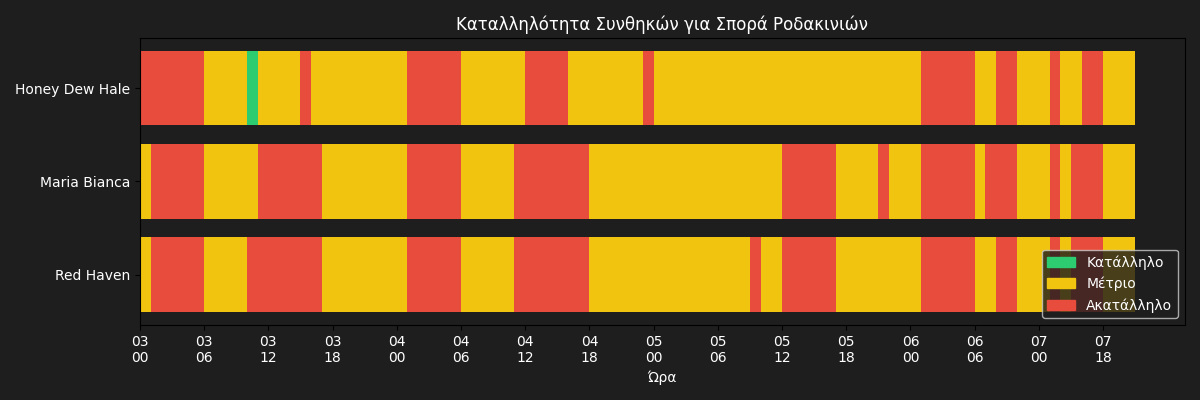 Καταλληλότητα Συνθηκών για Σπορά Ροδακινιών
Honey Dew Hale
Maria Bianca
Red Haven
Κατάλληλο
Μέτριο
Ακατάλληλο
03 03 03 03 04 04 04 04 05 05 05 05 06 06 07 07
00 06 12 18 00 06 12 18 00 06 12 18 00 06 00 18
Ώρα